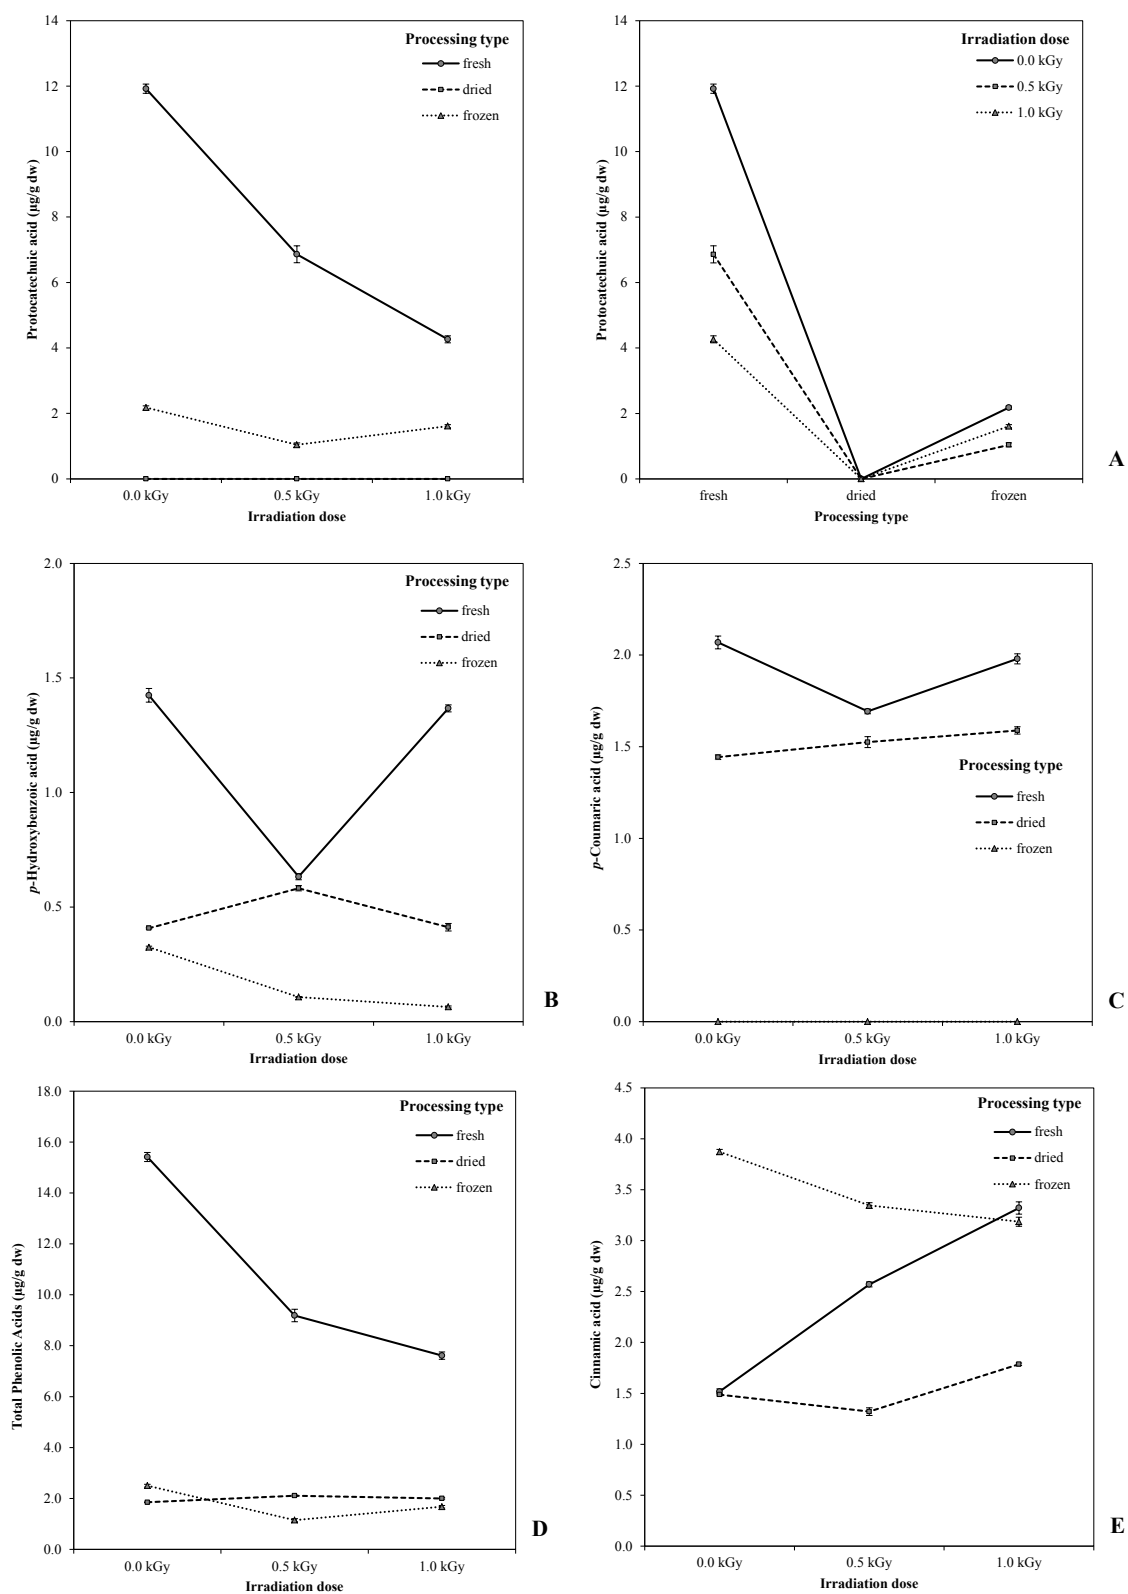 14
12
10
8
6
4
2
0
Protocatechuic acid (µg/g dw)
Processing type
fresh
dried
frozen
0.0 kGy 0.5 kGy 1.0 kGy
Irradiation dose
14
12
10
8
6
4
2
0
Protocatechuic acid (µg/g dw)
Irradiation dose
0.0 kGy
0.5 kGy
1.0 kGy
fresh dried frozen
Processing type
A
2.0
1.5
1.0
0.5
0.0
p-Hydroxybenzoic acid (µg/g dw)
Processing type
fresh
dried
frozen
0.0 kGy 0.5 kGy 1.0 kGy
Irradiation dose
B
2.5
2.0
1.5
1.0
0.5
0.0
p-Coumaric acid (µg/g dw)
Processing type
fresh
dried
frozen
0.0 kGy 0.5 kGy 1.0 kGy
Irradiation dose
C
18.0
16.0
14.0
12.0
10.0
8.0
6.0
4.0
2.0
0.0
Total Phenolic Acids (µg/g dw)
Processing type
fresh
dried
frozen
0.0 kGy 0.5 kGy 1.0 kGy
Irradiation dose
D
4.5
4.0
3.5
3.0
2.5
2.0
1.5
1.0
0.5
0.0
Cinnamic acid (µg/g dw)
Processing type
fresh
dried
frozen
0.0 kGy 0.5 kGy 1.0 kGy
Irradiation dose
E